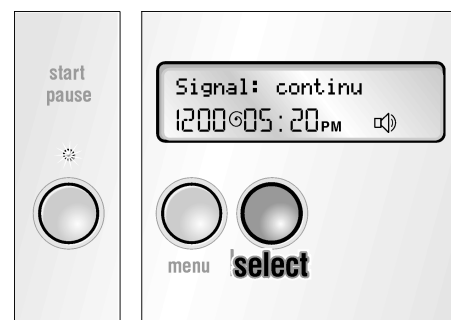 start
pause
Signal: continu
1200 05:20PM
menu select